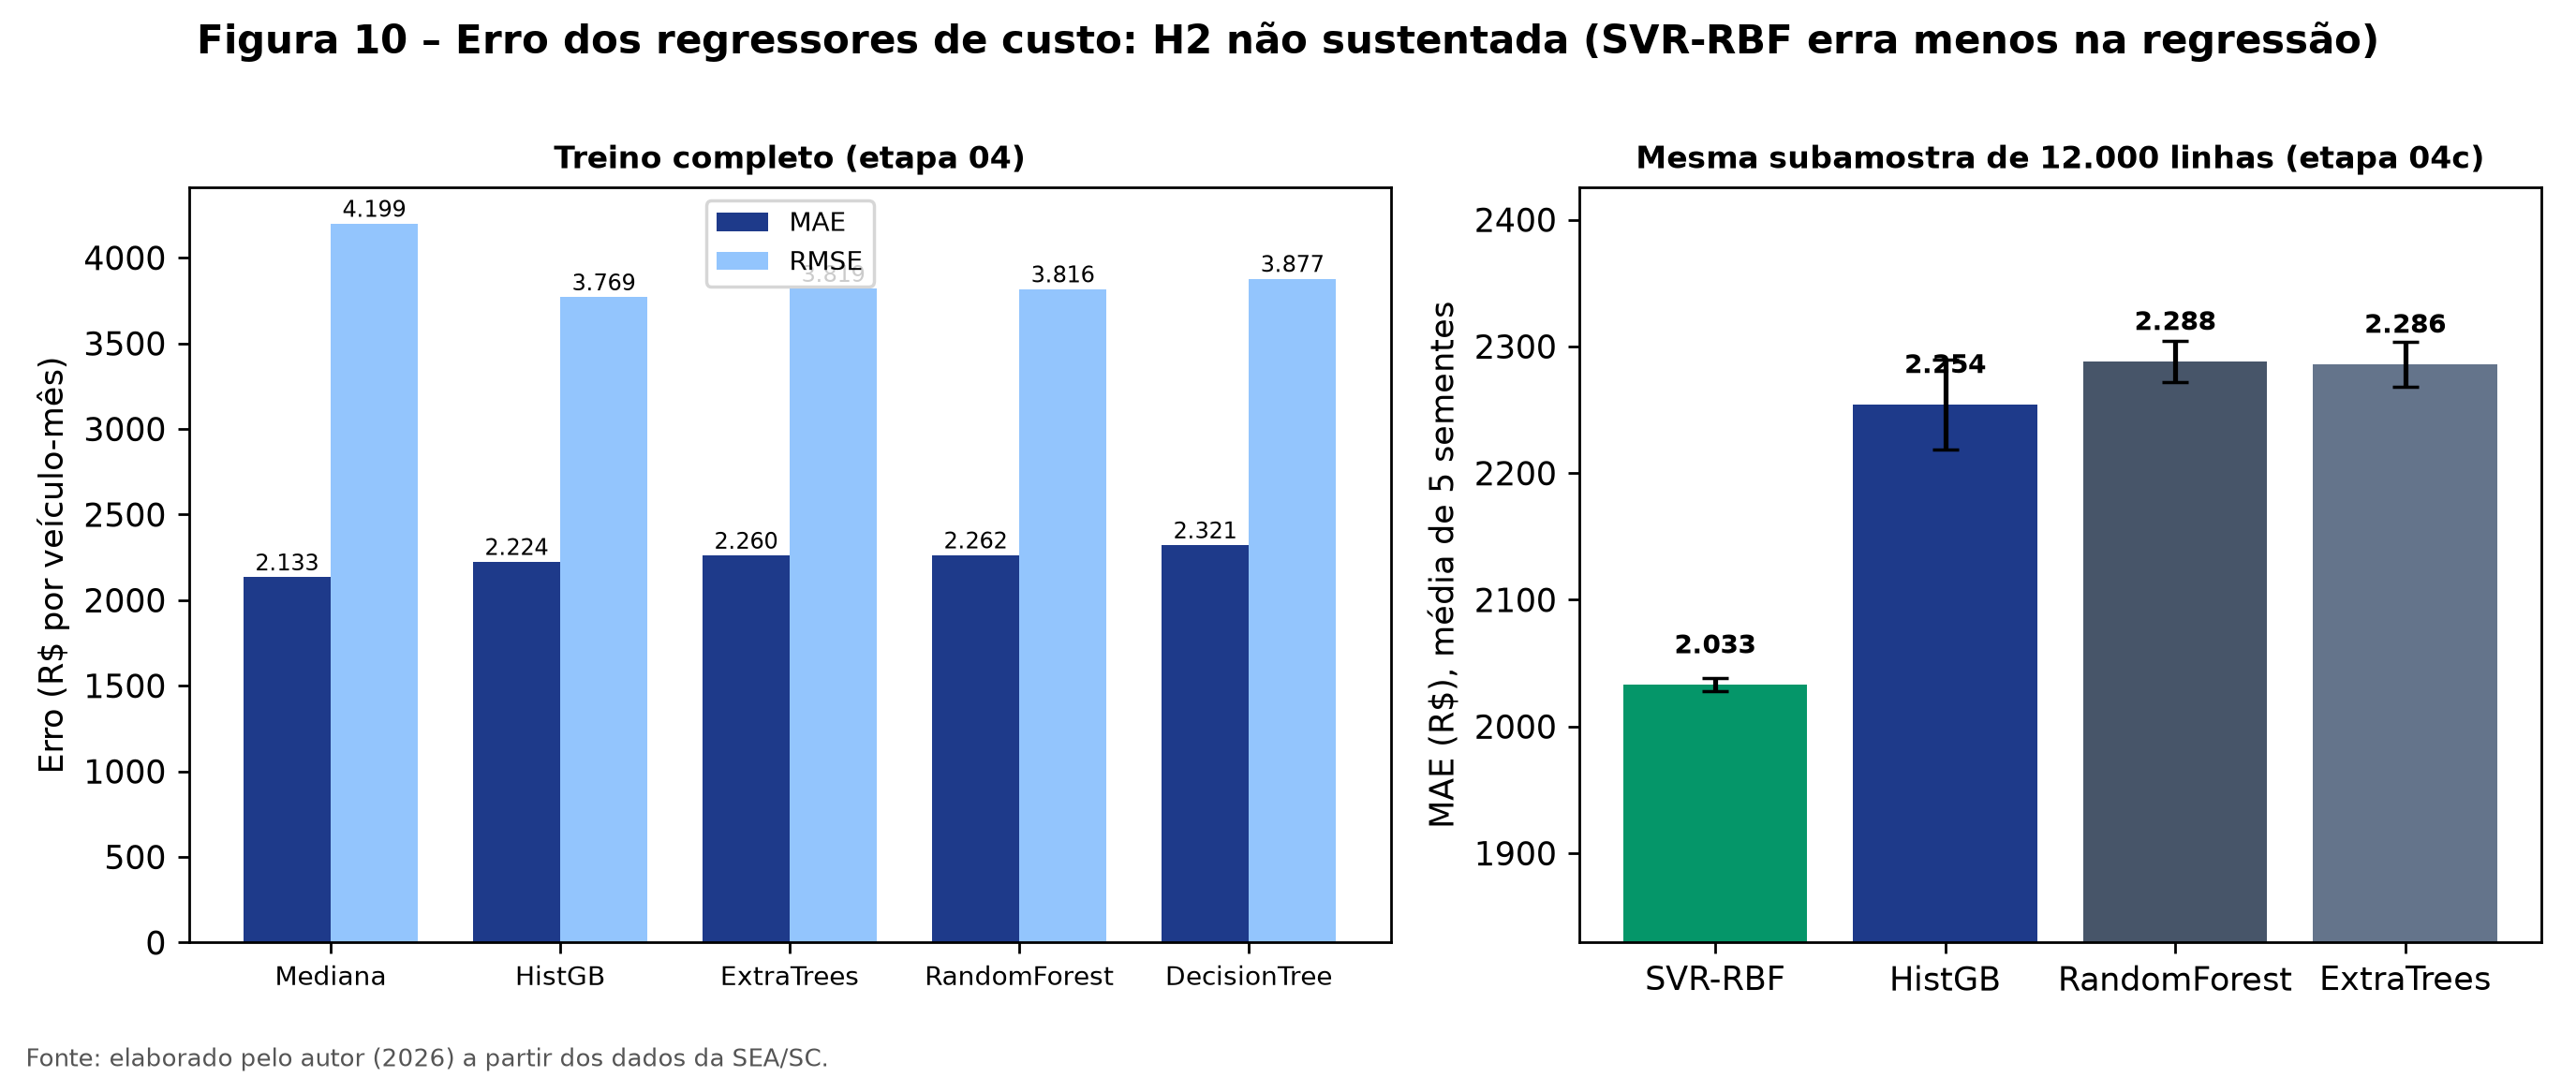 Figura 10 – Erro dos regressores de custo: H2 não sustentada (SVR-RBF erra menos na regressão)
Treino completo (etapa 04)
Erro (R$ por veículo-mês)
4000
3500
3000
2500
2000
1500
1000
500
0
MAE
RMSE
4.199
3.769
3.819
3.816
3.877
2.133
2.224
2.260
2.262
2.321
Mediana
HistGB
ExtraTrees
RandomForest
DecisionTree
Mesma subamostra de 12.000 linhas (etapa 04c)
MAE (R$), média de 5 sementes
2400
2300
2200
2100
2000
1900
2.033
2.254
2.288
2.286
SVR-RBF
HistGB
RandomForest
ExtraTrees
Fonte: elaborado pelo autor (2026) a partir dos dados da SEA/SC.